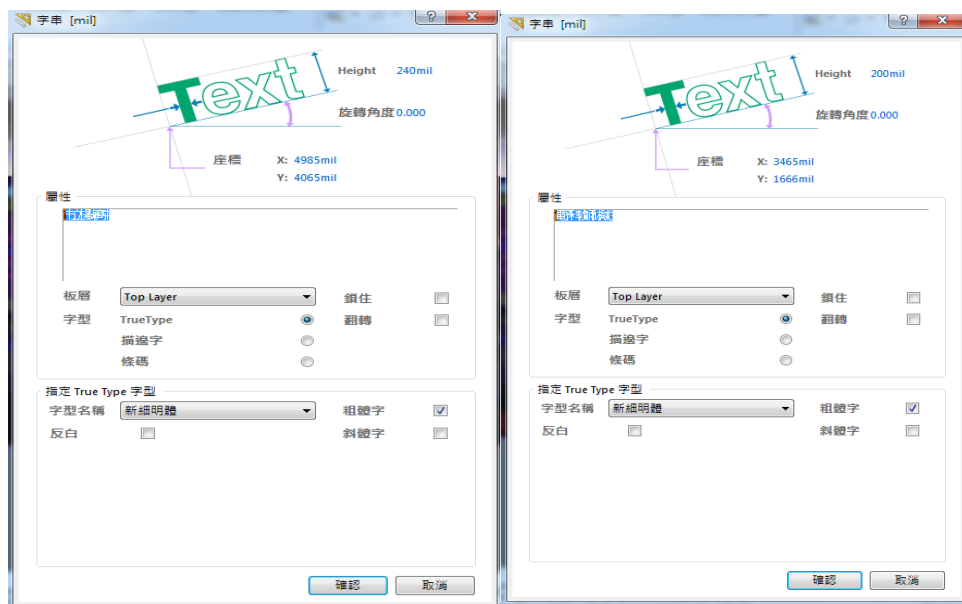 字串 [mil]
Text
Height 240mil
旋轉角度 0.000
座標 X: 4985mil
Y: 4065mil
屬性
板層 Top Layer 鎖住
字型 TrueType 翻轉
描邊字
條碼
指定 True Type 字型
字型名稱 新細明體 粗體字
反白 斜體字
確認 取消
字串 [mil]
Text
Height 200mil
旋轉角度 0.000
座標 X: 3465mil
Y: 1666mil
屬性
板層 Top Layer 鎖住
字型 TrueType 翻轉
描邊字
條碼
指定 True Type 字型
字型名稱 新細明體 粗體字
反白 斜體字
確認 取消